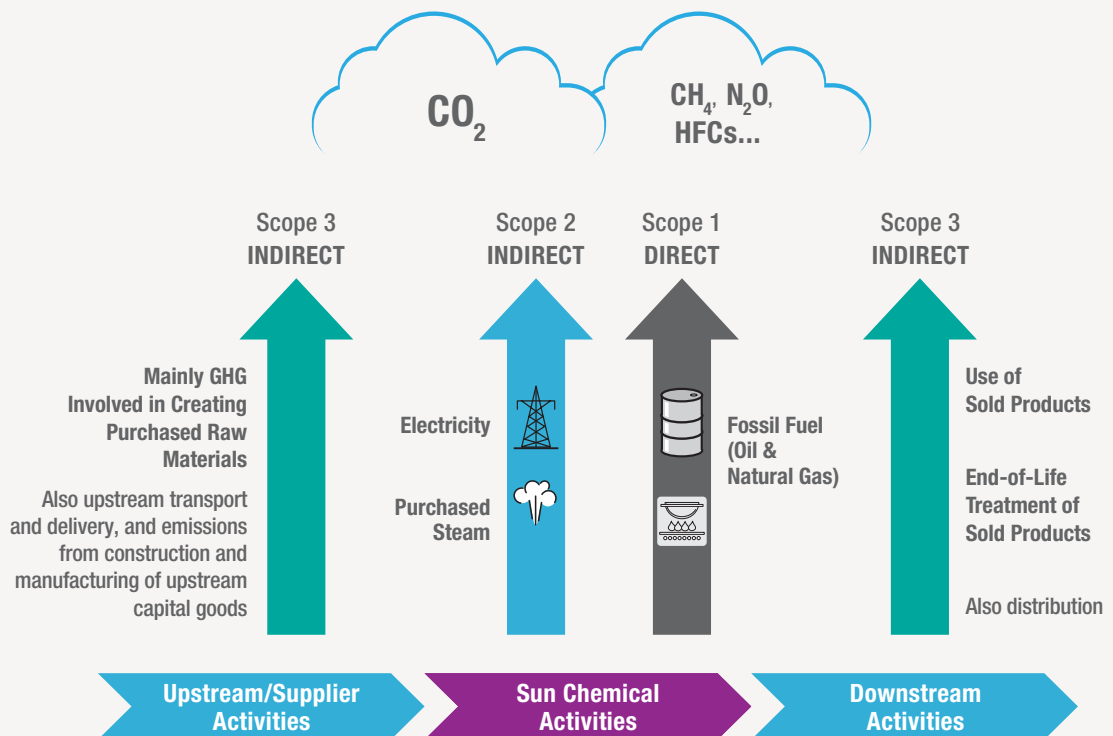 CO₂
CH₄, N₂O,
HFCs...
Scope 3
INDIRECT
Scope 2
INDIRECT
Scope 1
DIRECT
Scope 3
INDIRECT
Mainly GHG
Involved in Creating
Purchased Raw
Materials
Also upstream transport
and delivery, and emissions
from construction and
manufacturing of upstream
capital goods
Electricity
Purchased
Steam
Fossil Fuel
(Oil &
Natural Gas)
Use of
Sold Products
End-of-Life
Treatment of
Sold Products
Also distribution
Upstream/Supplier
Activities
Sun Chemical
Activities
Downstream
Activities